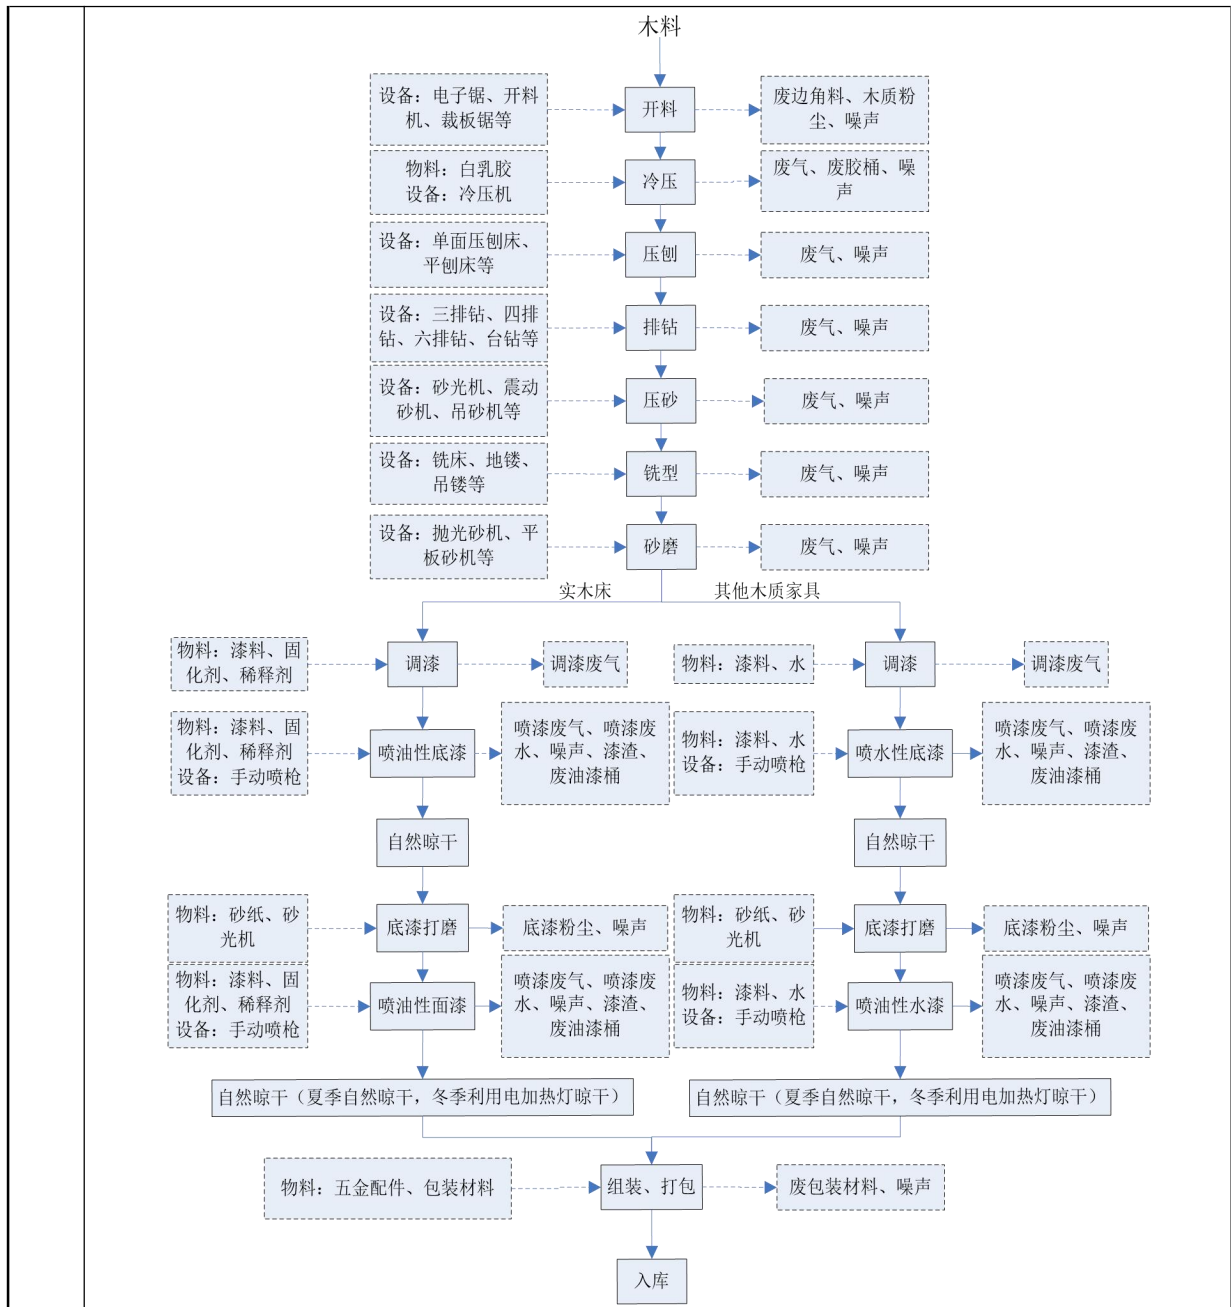 木料
设备：电子锯、开料
机、裁板锯等
开料
废边角料、木质粉
尘、噪声
物料：白乳胶
设备：冷压机
冷压
废气、废胶桶、噪
声
设备：单面压刨床、
平刨床等
压刨
废气、噪声
设备：三排钻、四排
钻、六排钻、台钻等
排钻
废气、噪声
设备：砂光机、震动
砂机、吊砂机等
压砂
废气、噪声
设备：铣床、地镂、
吊镂等
铣型
废气、噪声
设备：抛光砂机、平
板砂机等
砂磨
废气、噪声
实木床
其他木质家具
物料：漆料、固
化剂、稀释剂
调漆
调漆废气
物料：漆料、水
调漆
调漆废气
物料：漆料、固
化剂、稀释剂
设备：手动喷枪
喷油性底漆
喷漆废气、喷漆废
水、噪声、漆渣、
废油漆桶
物料：漆料、水
设备：手动喷枪
喷水性底漆
喷漆废气、喷漆废
水、噪声、漆渣、
废油漆桶
自然晾干
自然晾干
物料：砂纸、砂
光机
底漆打磨
底漆粉尘、噪声
物料：砂纸、砂
光机
底漆打磨
底漆粉尘、噪声
物料：漆料、固
化剂、稀释剂
设备：手动喷枪
喷油性面漆
喷漆废气、喷漆废
水、噪声、漆渣、
废油漆桶
物料：漆料、水
设备：手动喷枪
喷油性水漆
喷漆废气、喷漆废
水、噪声、漆渣、
废油漆桶
自然晾干（夏季自然晾干，冬季利用电加热灯晾干）
自然晾干（夏季自然晾干，冬季利用电加热灯晾干）
物料：五金配件、包装材料
组装、打包
废包装材料、噪声
入库